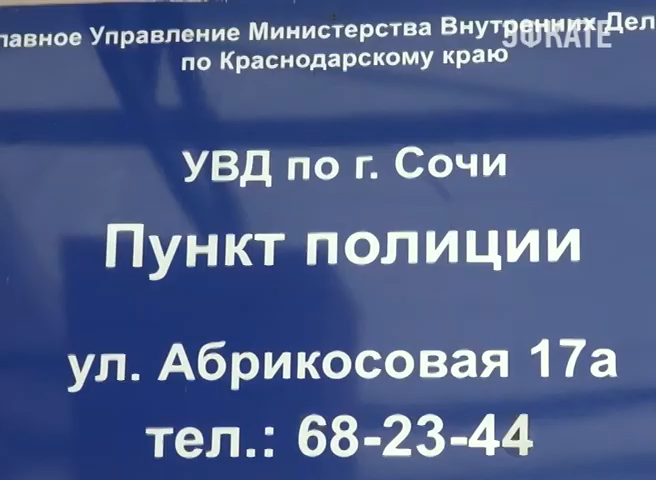 лавное Управление Министерства Внутренних Дел
по Краснодарскому краю
ЭФКАТЕ
УВД по г. Сочи
Пункт полиции
ул. Абрикосовая 17а
тел.: 68-23-44